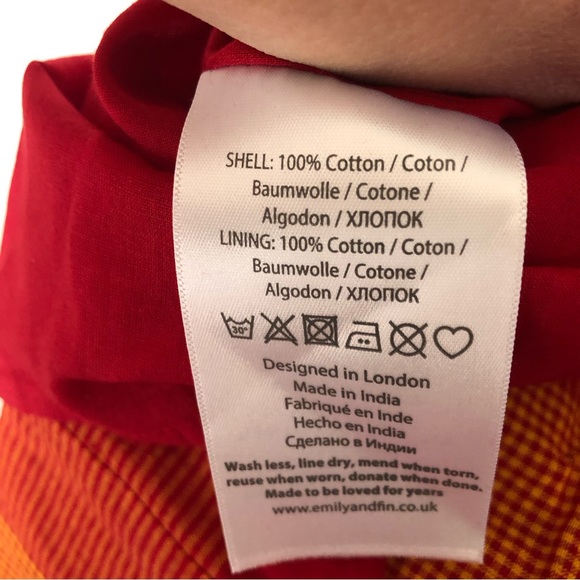 SHELL: 100% Cotton / Coton /
Baumwolle / Cotone /
Algodon / ХЛОПОК
LINING: 100% Cotton / Coton /
Baumwolle / Cotone /
Algodon / ХЛОПОК
30°
Designed in London
Made in India
Fabriqué en Inde
Hecho en India
Сделано в Индии
Wash less, line dry, mend when torn,
reuse when worn, donate when done.
Made to be loved for years
www.emilyandfin.co.uk